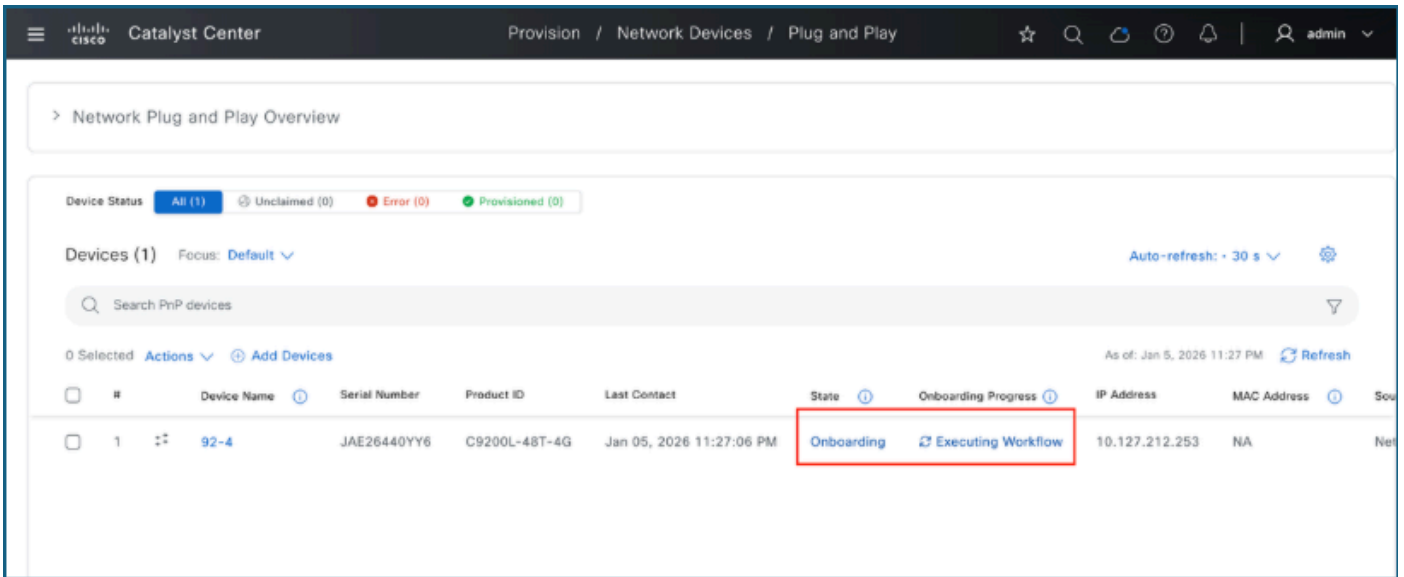 cisco Catalyst Center Provision / Network Devices / Plug and Play admin
> Network Plug and Play Overview
Device Status All (1) Unclaimed (0) Error (0) Provisioned (0)
Devices (1) Focus: Default Auto-refresh: • 30 s
Search PnP devices
0 Selected Actions Add Devices As of: Jan 5, 2026 11:27 PM Refresh
# Device Name Serial Number Product ID Last Contact State Onboarding Progress IP Address MAC Address Sou
1 92-4 JAE26440YY6 C9200L-48T-4G Jan 05, 2026 11:27:06 PM Onboarding Executing Workflow 10.127.212.253 NA Net